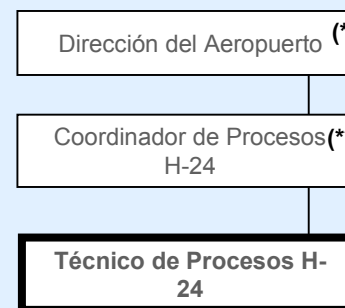 Dirección del Aeropuerto (*
Coordinador de Procesos(*
H-24
Técnico de Procesos H-
24